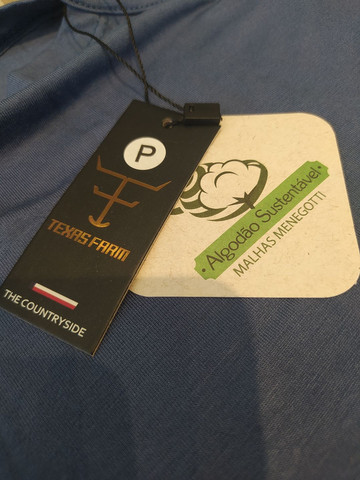 P
TEXAS FARM
THE COUNTRYSIDE
Algodão Sustentável
MALHAS MENEGOTTI